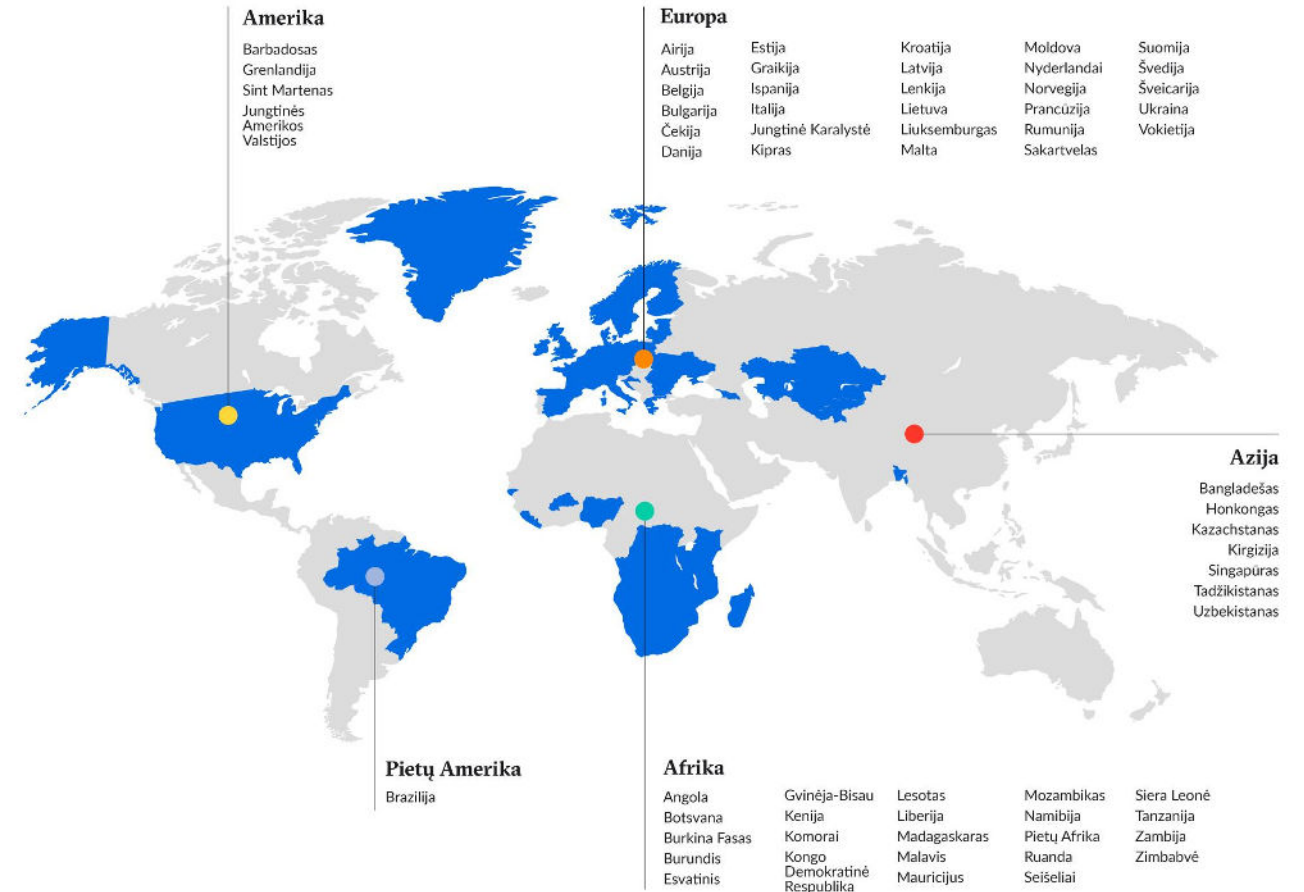 Amerika
Barbadosas
Grenlandija
Sint Martenas
Jungtinės
Amerikos
Valstijos
Europa
Airija
Austrija
Belgija
Bulgarija
Čekija
Danija
Estija
Graikija
Ispanija
Italija
Jungtinė Karalystė
Kipras
Kroatija
Latvija
Lenkija
Lietuva
Liuksemburgas
Malta
Moldova
Nyderlandai
Norvegija
Prancūzija
Rumunija
Sakartvelas
Suomija
Švedija
Šveicarija
Ukraina
Vokietija
Azija
Bangladešas
Honkongas
Kazachstanas
Kirgizija
Singapūras
Tadžikistanas
Uzbekistanas
Pietų Amerika
Brazilija
Afrika
Angola
Botsvana
Burkina Fasas
Burundis
Esvatinis
Gvinėja-Bisau
Kenija
Komorai
Kongo
Demokratinė
Respublika
Lesotas
Liberija
Madagaskaras
Malavis
Mauricijus
Mozambikas
Namibija
Pietų Afrika
Ruanda
Seišeliai
Siera Leonė
Tanzanija
Zambija
Zimbabvė